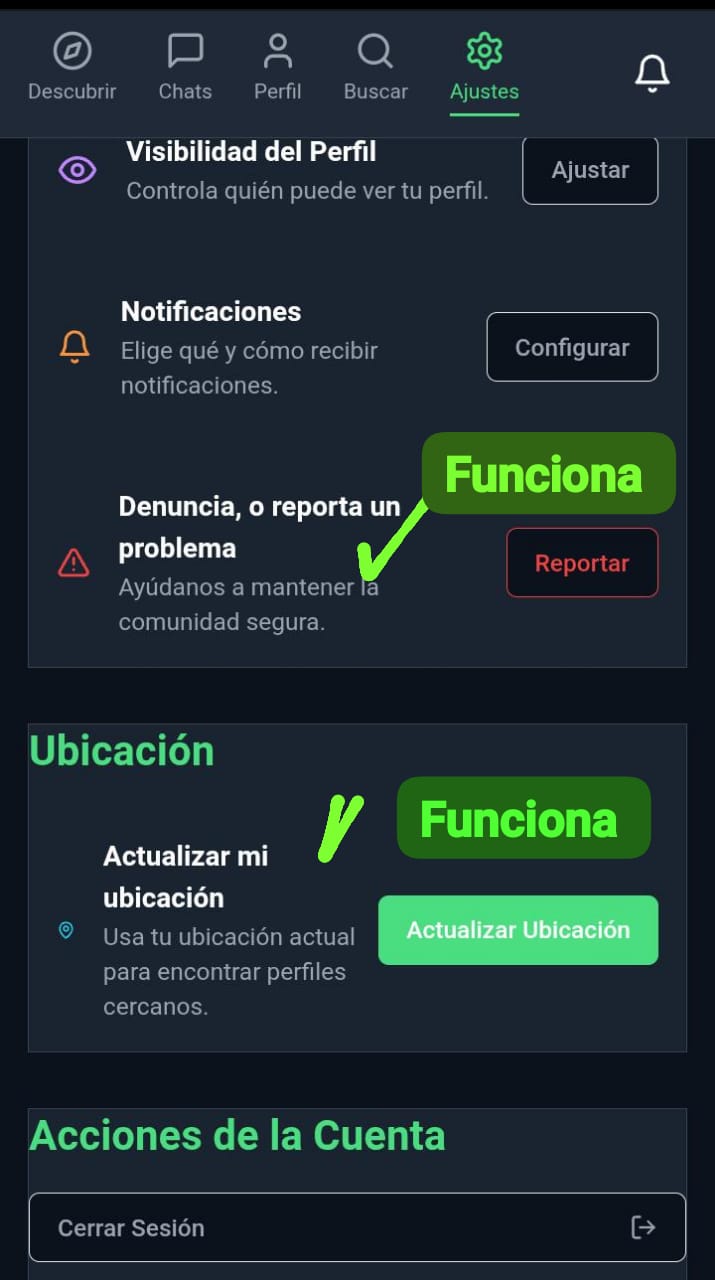 Descubrir Chats Perfil Buscar Ajustes
Visibilidad del Perfil
Controla quién puede ver tu perfil.
Ajustar
Notificaciones
Elige qué y cómo recibir
notificaciones.
Configurar
Funciona
Denuncia, o reporta un
problema
Ayúdanos a mantener la
comunidad segura.
Reportar
Ubicación
Funciona
Actualizar mi
ubicación
Usa tu ubicación actual
para encontrar perfiles
cercanos.
Actualizar Ubicación
Acciones de la Cuenta
Cerrar Sesión